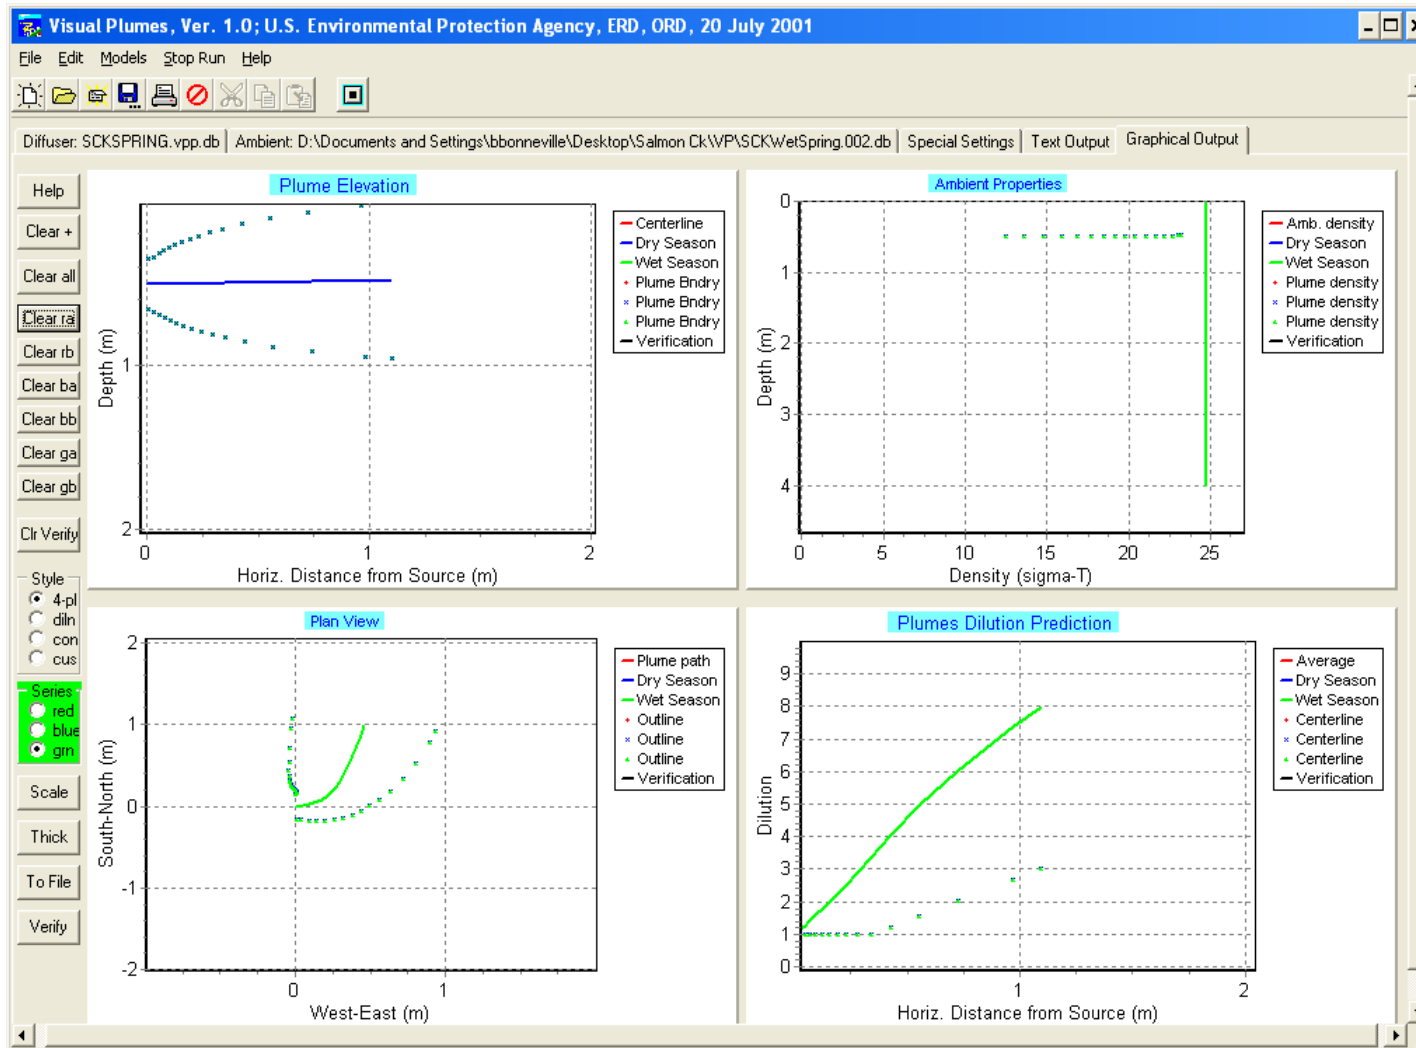 Visual Plumes, Ver. 1.0; U.S. Environmental Protection Agency, ERD, ORD, 20 July 2001
File Edit Models Stop Run Help
Diffuser: SCKSPRING.vpp.db Ambient: D:\Documents and Settings\bbonneville\Desktop\Salmon Ck\VP\SCK\WetSpring.002.db Special Settings Text Output Graphical Output
Help
Clear +
Clear all
Clear ra
Clear rb
Clear ba
Clear bb
Clear ga
Clear gb
Clr Verify
Style
4-pl
diln
con
cus
Series
red
blue
grn
Scale
Thick
To File
Verify
Plume Elevation
Depth (m)
1
2
0 1 2
Horiz. Distance from Source (m)
Centerline
Dry Season
Wet Season
Plume Bndry
Plume Bndry
Plume Bndry
Verification
Ambient Properties
Depth (m)
0
1
2
3
4
0 5 10 15 20 25
Density (sigma-T)
Amb. density
Dry Season
Wet Season
Plume density
Plume density
Plume density
Verification
Plan View
South-North (m)
2
1
0
-1
-2
0 1
West-East (m)
Plume path
Dry Season
Wet Season
Outline
Outline
Outline
Verification
Plumes Dilution Prediction
Dilution
9
8
7
6
5
4
3
2
1
0
1 2
Horiz. Distance from Source (m)
Average
Dry Season
Wet Season
Centerline
Centerline
Centerline
Verification